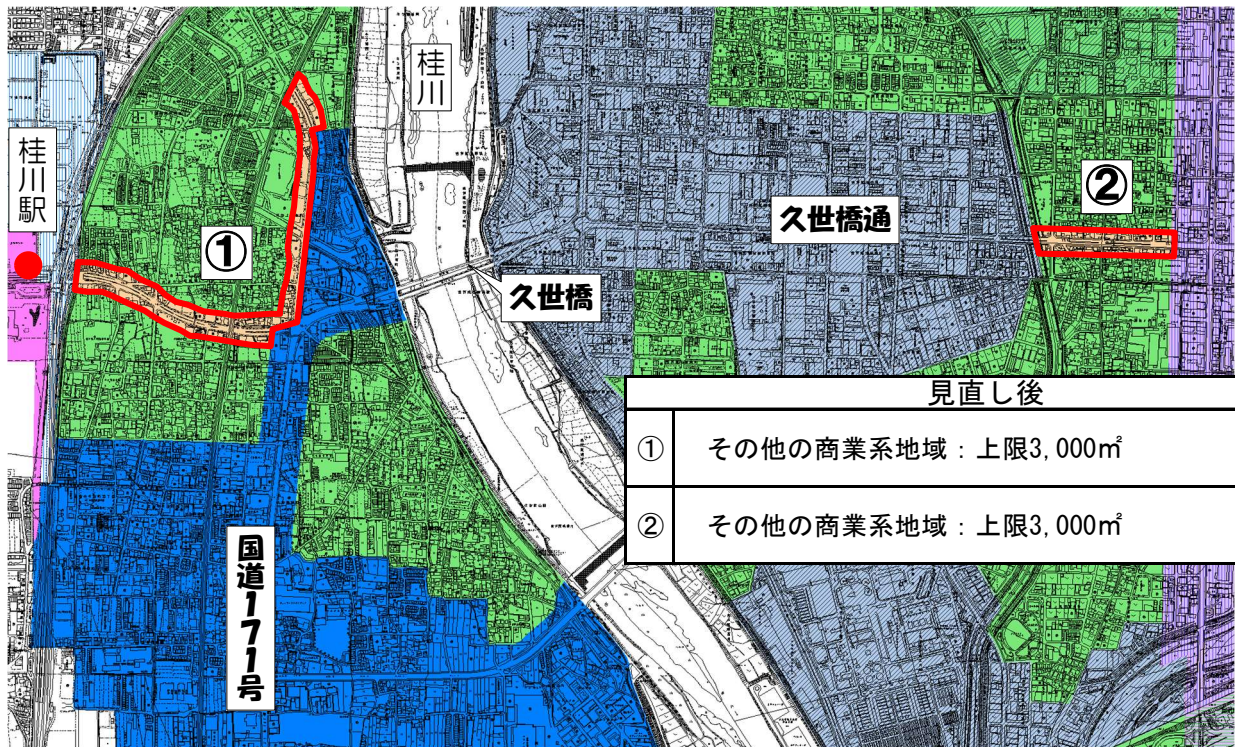 桂川
桂川駅
①
②
久世橋通
久世橋
見直し後
① その他の商業系地域：上限3,000㎡
② その他の商業系地域：上限3,000㎡
国道171号